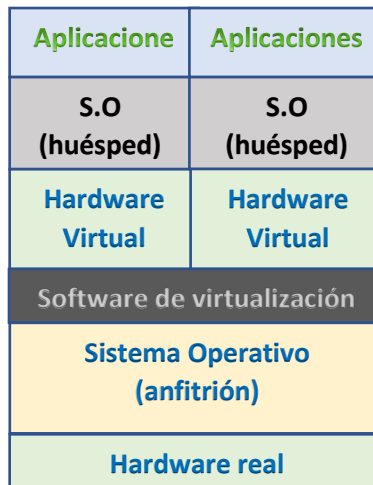 Aplicacione Aplicaciones
S.O S.O
(huésped) (huésped)
Hardware Hardware
Virtual Virtual
Software de virtualización
Sistema Operativo
(anfitrión)
Hardware real